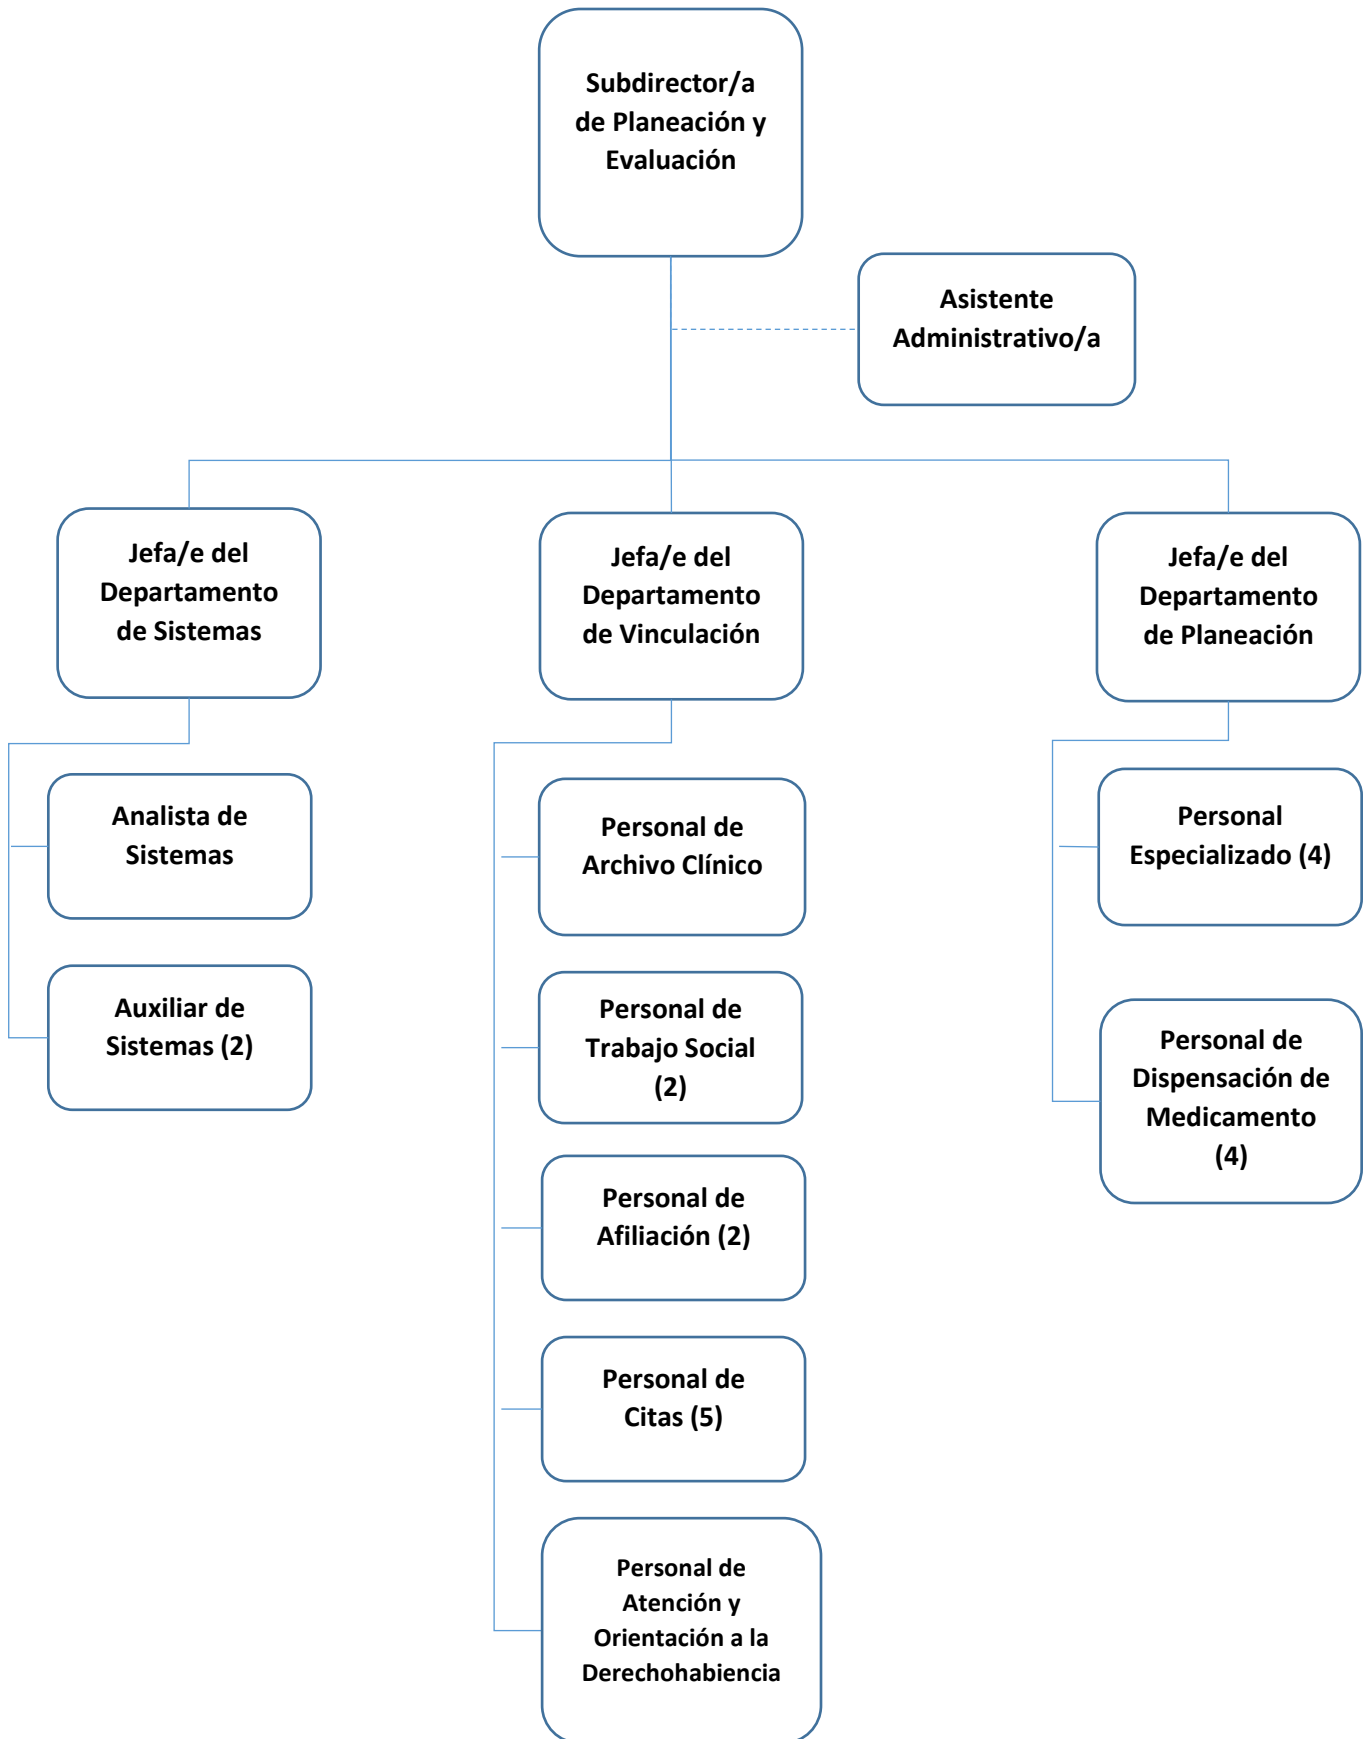 Subdirector/a
de Planeación y
Evaluación
Asistente
Administrativo/a
Jefa/e del
Departamento
de Sistemas
Jefa/e del
Departamento
de Vinculación
Jefa/e del
Departamento
de Planeación
Analista de
Sistemas
Auxiliar de
Sistemas (2)
Personal de
Archivo Clínico
Personal de
Trabajo Social
(2)
Personal de
Afiliación (2)
Personal de
Citas (5)
Personal de
Atención y
Orientación a la
Derechohabiencia
Personal
Especializado (4)
Personal de
Dispensación de
Medicamento
(4)